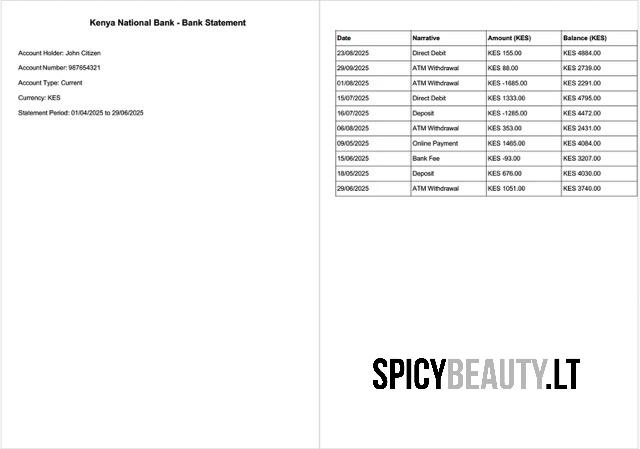 Kenya National Bank - Bank Statement
Account Holder: John Citizen
Account Number: 987654321
Account Type: Current
Currency: KES
Statement Period: 01/04/2025 to 29/06/2025
Date Narrative Amount (KES) Balance (KES)
23/08/2025 Direct Debit KES 155.00 KES 4884.00
29/09/2025 ATM Withdrawal KES 88.00 KES 2739.00
01/08/2025 ATM Withdrawal KES -1685.00 KES 2291.00
15/07/2025 Direct Debit KES 1333.00 KES 4795.00
16/07/2025 Deposit KES -1285.00 KES 4472.00
06/08/2025 ATM Withdrawal KES 353.00 KES 2431.00
09/05/2025 Online Payment KES 1465.00 KES 4084.00
15/06/2025 Bank Fee KES -93.00 KES 3207.00
18/05/2025 Deposit KES 676.00 KES 4030.00
29/06/2025 ATM Withdrawal KES 1051.00 KES 3740.00
SPICYBEAUTY.LT